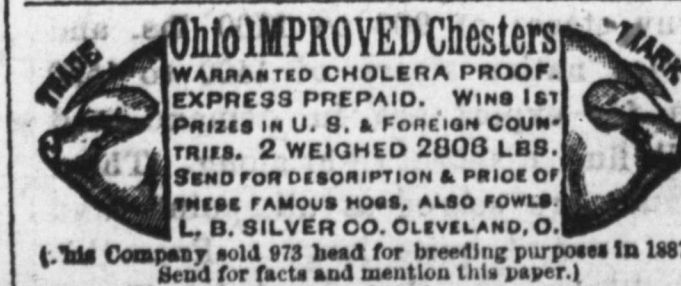 Ohio IMPROVED Chesters
TRADE MARK
WARRANTED CHOLERA PROOF.
EXPRESS PREPAID. WINS 1ST
PRIZES IN U. S. & FOREIGN COUN-
TRIES. 2 WEIGHED 2806 LBS.
SEND FOR DESCRIPTION & PRICE OF
THESE FAMOUS HOGS, ALSO FOWLS.
L. B. SILVER CO. CLEVELAND, O.
(This Company sold 973 head for breeding purposes in 1887
Send for facts and mention this paper.)